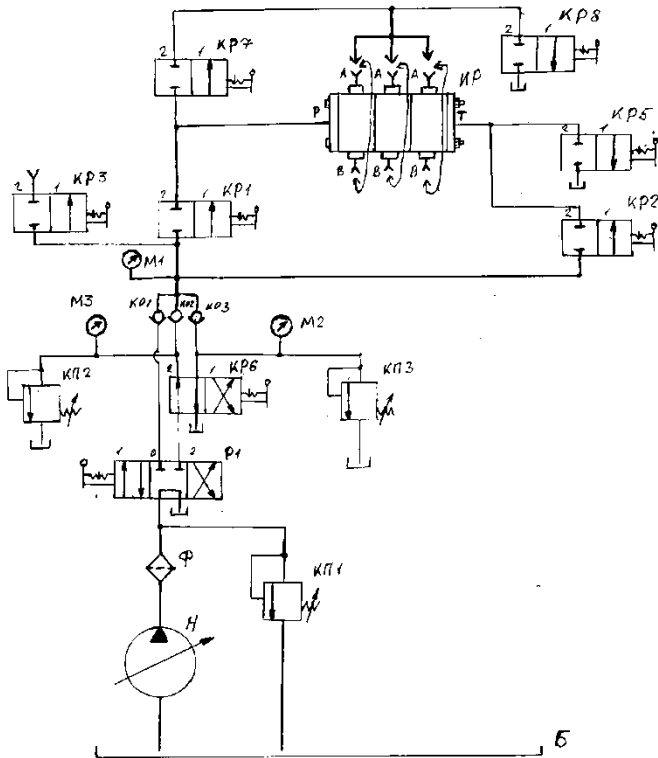 КР7
2 1
КР8
2 1
А А А
ИР
Р
Т
В В В
КР5
2 1
КР3
2 1
КР1
2 1
КР2
2 1
М1
М3
КО1 КО2 КО3
М2
КП2
КР6
2 1
КП3
Р1
1 0 2
Ф
КП1
Н
Б